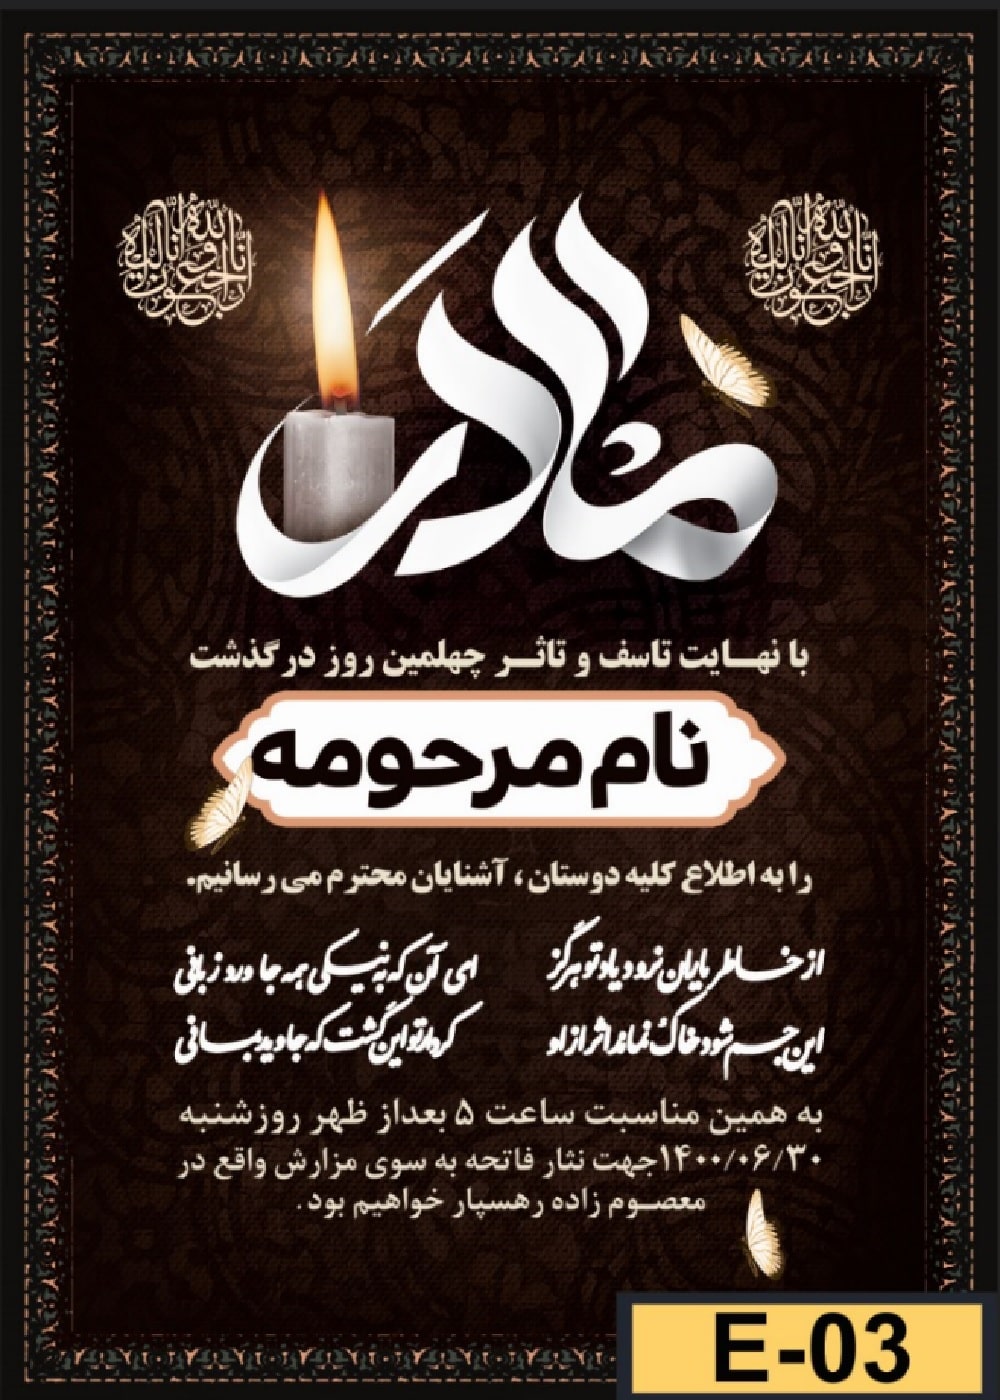 انا لله و انا الیه راجعون
انا لله و انا الیه راجعون
مادر
با نهایت تاسف و تاثر چهلمین روز درگذشت
نام مرحومه
را به اطلاع کلیه دوستان ، آشنایان محترم می رسانیم.
از خاطر یاران نرود یاد تو هرگز ای آن که به نیکی همه جا ورد زبانی
این جسم شود خاک نماند اثر از او کردار تو این گشت که جاوید بمانی
به همین مناسبت ساعت ۵ بعداز ظهر روزشنبه
۱۴۰۰/۰۶/۳۰جهت نثار فاتحه به سوی مزارش واقع در
معصوم زاده رهسپار خواهیم بود.
E-03